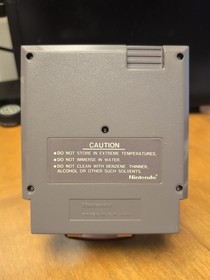 CAUTION
•DO NOT STORE IN EXTREME TEMPERATURES.
•DO NOT IMMERSE IN WATER.
•DO NOT CLEAN WITH BENZENE, THINNER,
ALCOHOL OR OTHER SUCH SOLVENTS.
Nintendo